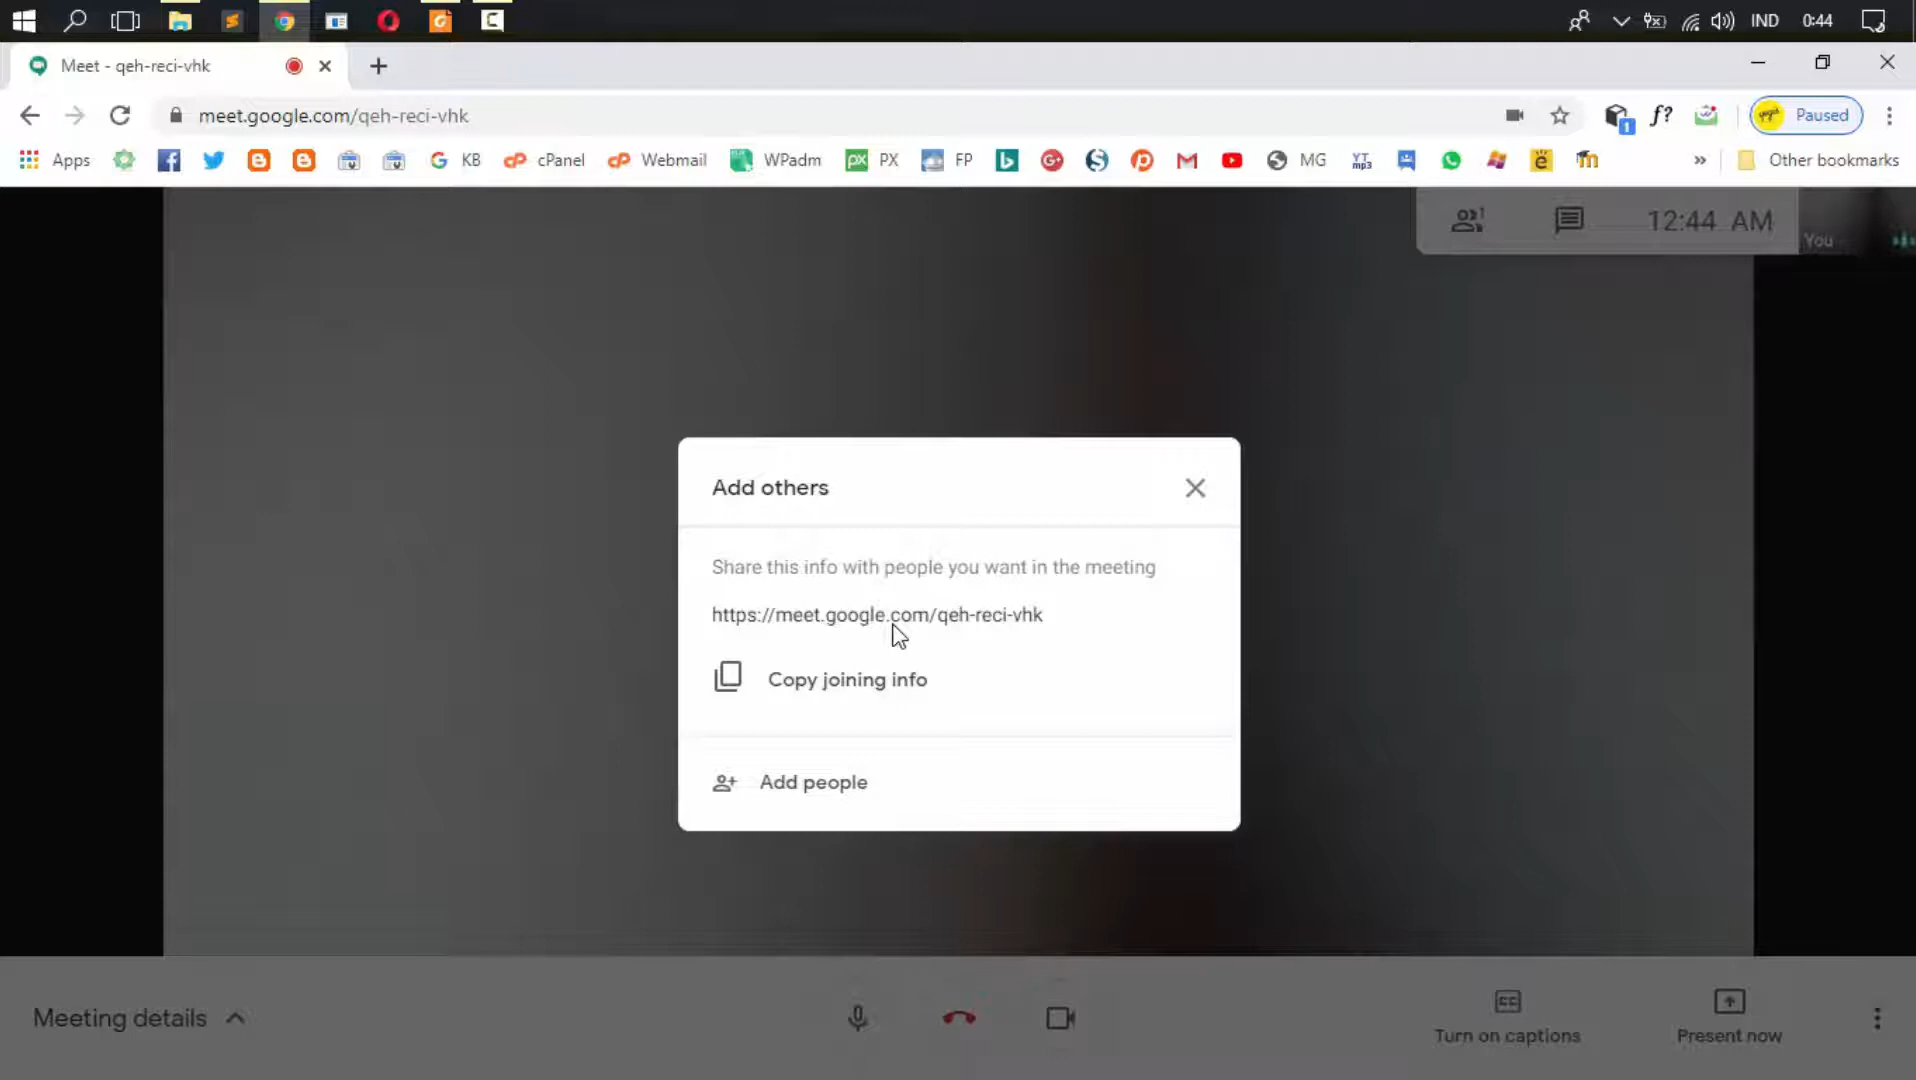 IND 0:44
Meet - qeh-reci-vhk
meet.google.com/qeh-reci-vhk
f?
Paused
Apps
KB
cPanel
Webmail
WPadm
PX
FP
MG
YT mp3
Other bookmarks
1
12:44 AM
You
Add others
Share this info with people you want in the meeting
https://meet.google.com/qeh-reci-vhk
Copy joining info
Add people
Meeting details
Turn on captions
Present now